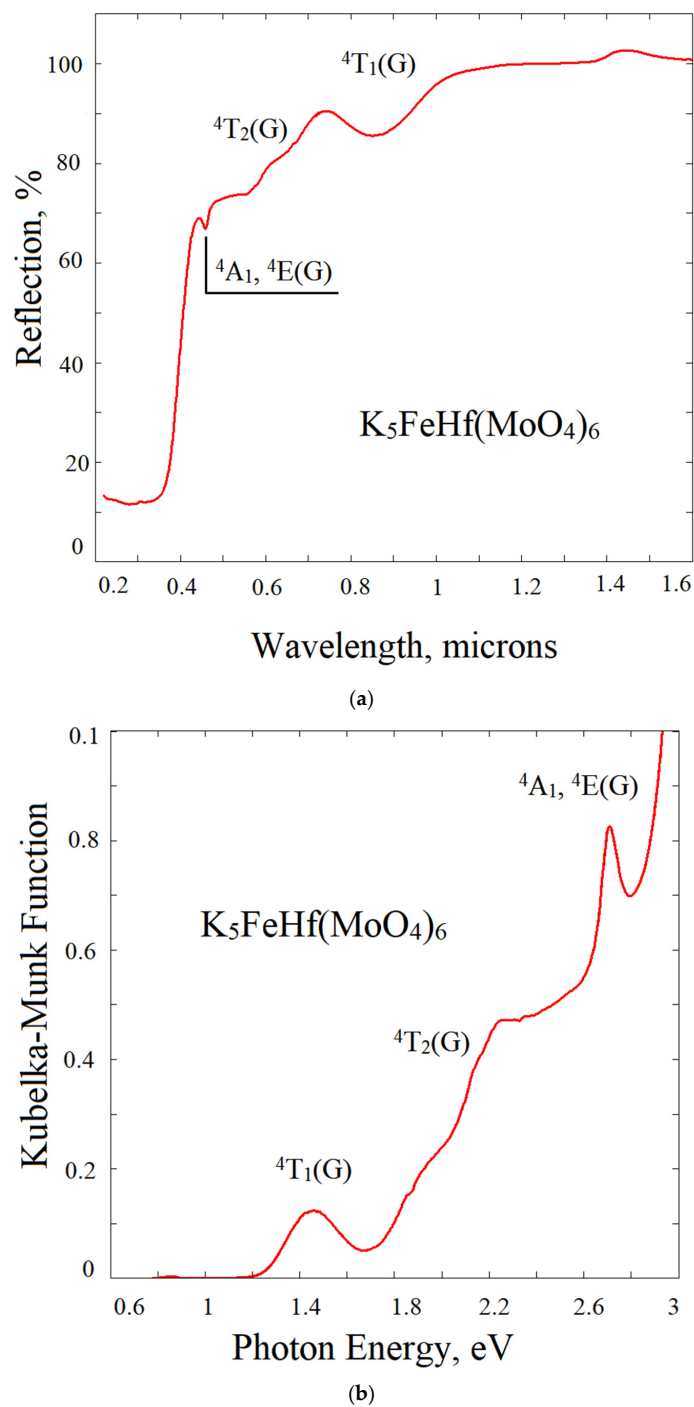 100
80
60
40
20
0
Reflection, %
⁴T₁(G)
⁴T₂(G)
⁴A₁, ⁴E(G)
K₅FeHf(MoO₄)₆
0.2 0.4 0.6 0.8 1 1.2 1.4 1.6
Wavelength, microns
(a)
0.1
0.8
0.6
0.4
0.2
0
Kubelka-Munk Function
⁴A₁, ⁴E(G)
K₅FeHf(MoO₄)₆
⁴T₂(G)
⁴T₁(G)
0.6 1 1.4 1.8 2.2 2.6 3
Photon Energy, eV
(b)